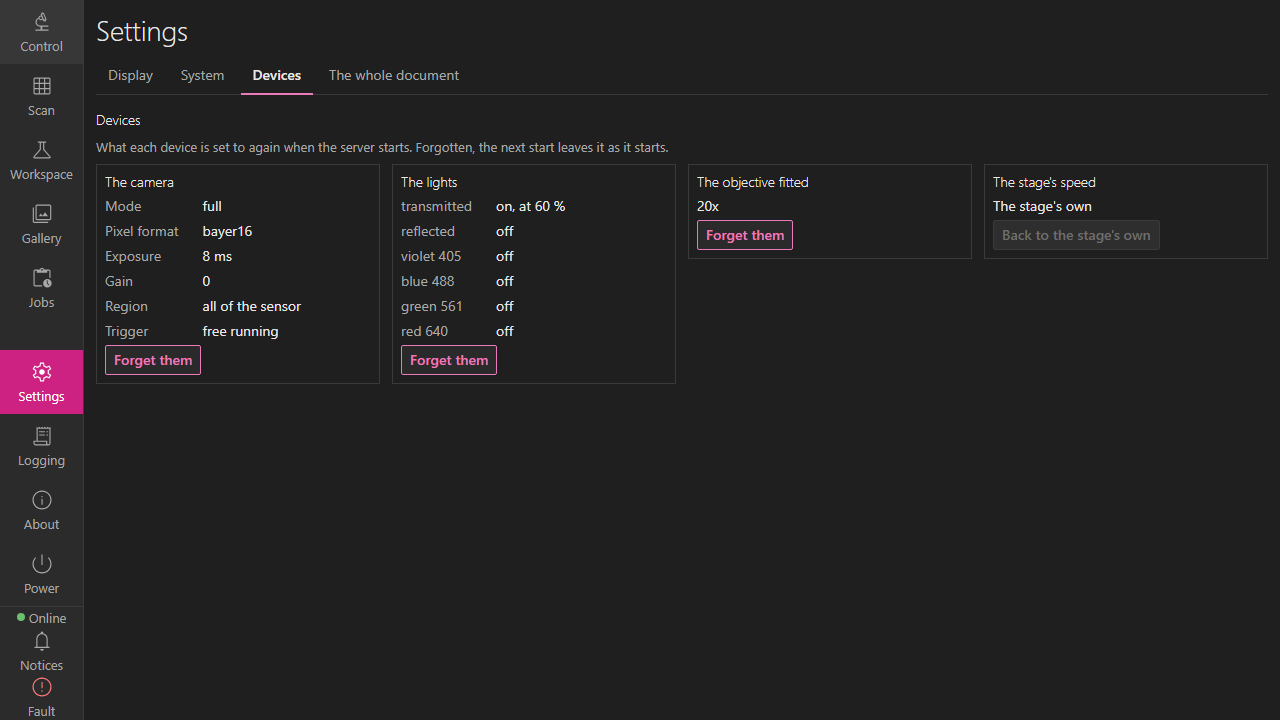 Control
Scan
Workspace
Gallery
Jobs
Settings
Logging
About
Power
Online
Notices
Fault
Settings
Display
System
Devices
The whole document
Devices
What each device is set to again when the server starts. Forgotten, the next start leaves it as it starts.
The camera
Mode full
Pixel format bayer16
Exposure 8 ms
Gain 0
Region all of the sensor
Trigger free running
Forget them
The lights
transmitted on, at 60 %
reflected off
violet 405 off
blue 488 off
green 561 off
red 640 off
Forget them
The objective fitted
20x
Forget them
The stage's speed
The stage's own
Back to the stage's own